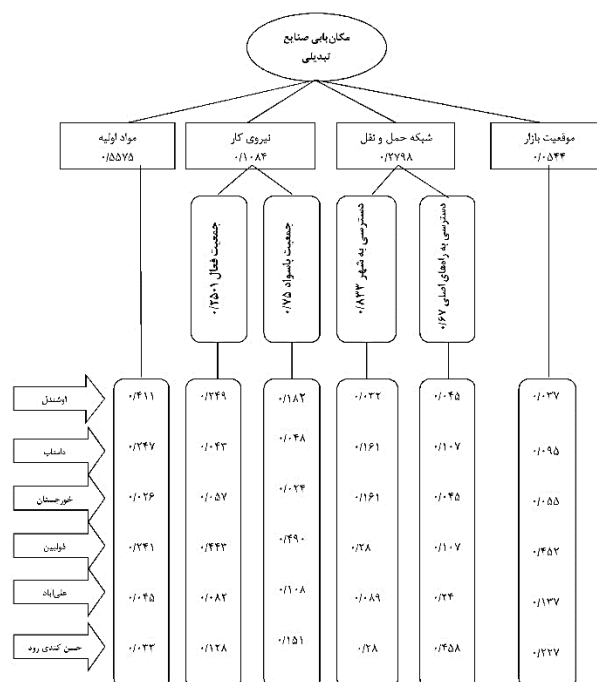 مکان‌یابی صنایع
تبدیلی
موقعیت بازار
۰/۰۵۴۴
شبکه حمل و نقل
۰/۲۷۹۸
نیروی کار
۰/۱۰۸۴
مواد اولیه
۰/۵۵۷۵
دسترسی به راه‌های اصلی ۰/۶۷
دسترسی به شهر ۰/۸۳۳
جمعیت باسواد ۰/۷۵
جمعیت فعال ۰/۲۵۰۱
۰/۰۳۷ ۰/۰۴۵ ۰/۰۳۲ ۰/۱۸۲ ۰/۲۴۹ ۰/۴۱۱ اوشندل
۰/۰۹۵ ۰/۱۰۷ ۰/۱۶۱ ۰/۰۴۸ ۰/۰۴۳ ۰/۲۴۷ داشاب
۰/۰۵۵ ۰/۰۴۵ ۰/۱۶۱ ۰/۰۲۴ ۰/۰۵۷ ۰/۰۲۶ خورجستان
۰/۴۵۲ ۰/۱۰۷ ۰/۲۸ ۰/۴۹۰ ۰/۴۴۳ ۰/۲۴۱
۰/۱۳۷ ۰/۲۴ ۰/۰۸۹ ۰/۱۰۸ ۰/۰۸۲ ۰/۰۴۵ علی‌آباد
۰/۲۲۷ ۰/۴۵۸ ۰/۲۸ ۰/۱۵۱ ۰/۱۲۸ ۰/۰۳۳ حسن کندی رود